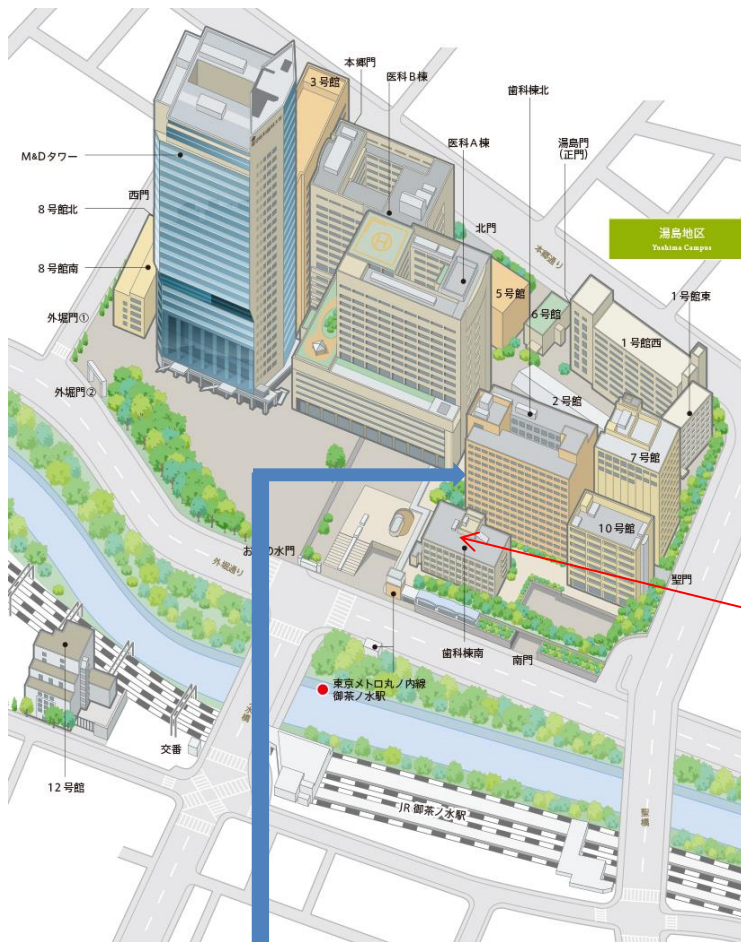 本郷門
3号館
医科B棟
歯科棟北
医科A棟
湯島門
(正門)
M&Dタワー
西門
8号館北
北門
本郷通り
湯島地区
Yushima Campus
8号館南
5号館
1号館東
6号館
外堀門①
1号館西
外堀門②
2号館
7号館
10号館
外堀通り
聖門
歯科棟南
南門
東京メトロ丸ノ内線
御茶ノ水駅
交番
12号館
JR御茶ノ水駅
聖橋